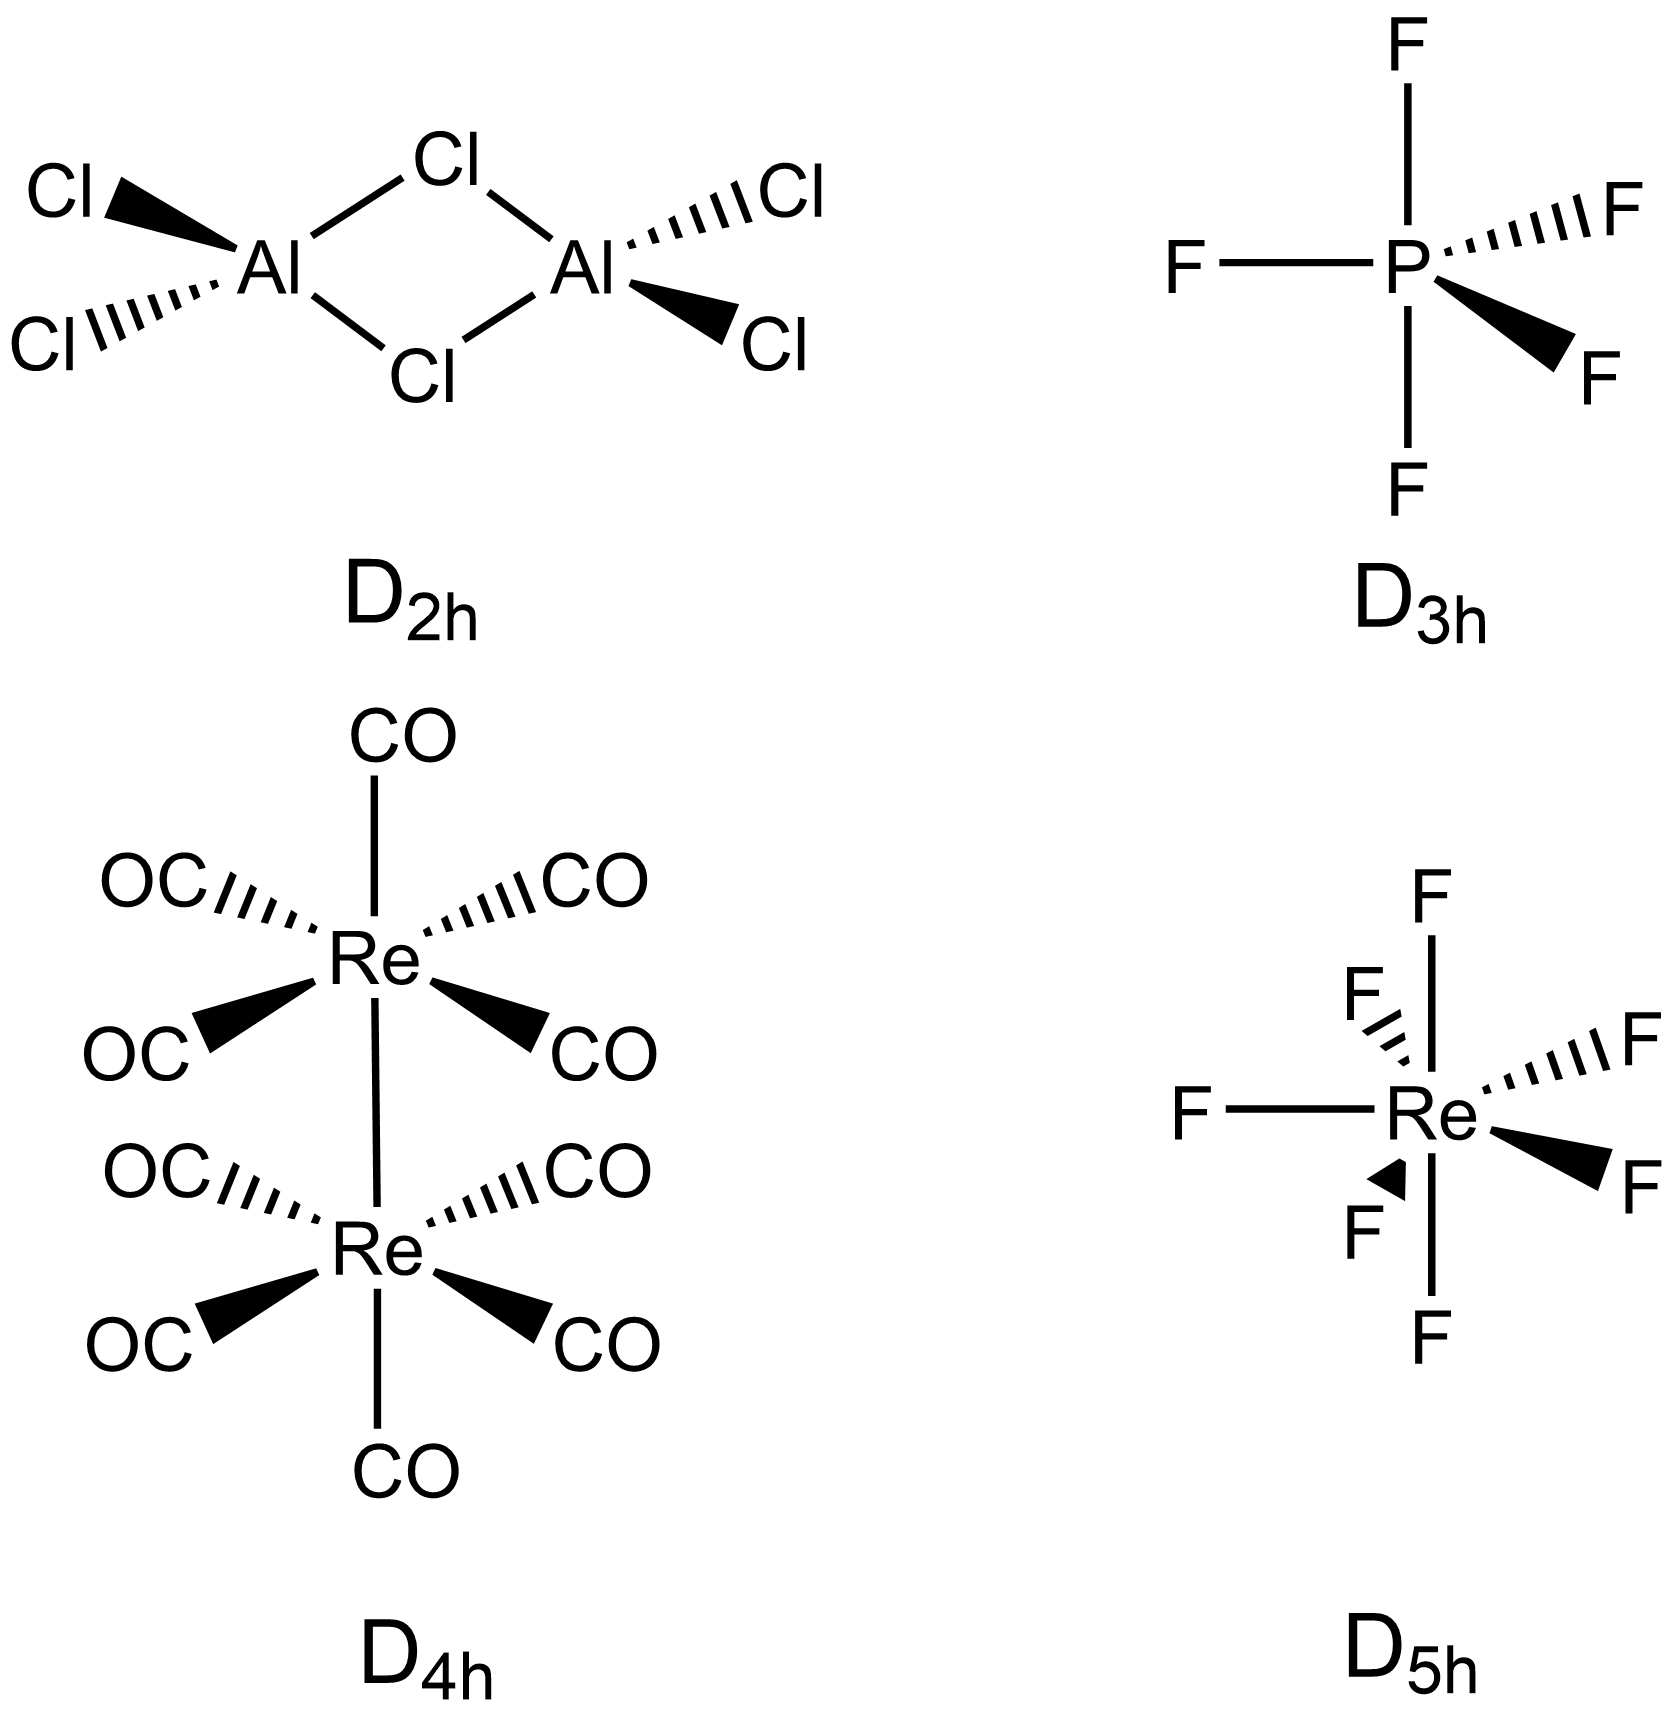 F
Cl Cl Cl
F
Al Al F P
Cl Cl Cl
F
F
D2h D3h
CO
OC CO F
Re F
OC CO F
F Re
OC CO F
Re F
F
OC CO
CO
D4h D5h